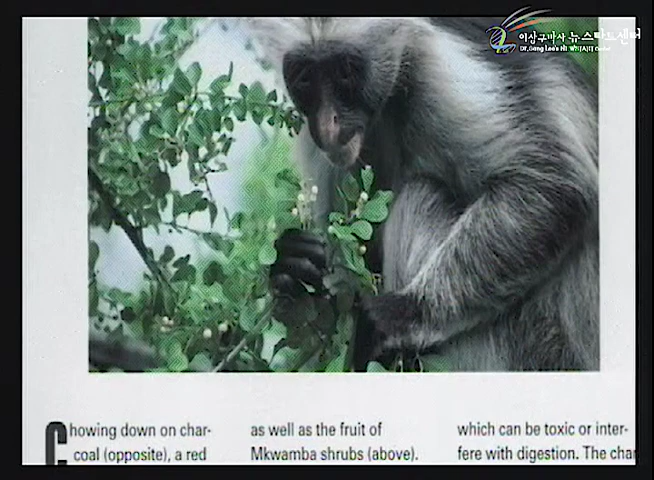 이상구박사 뉴스타트센터
Chowing down on char-
coal (opposite), a red
as well as the fruit of
Mkwamba shrubs (above).
which can be toxic or inter-
fere with digestion. The char